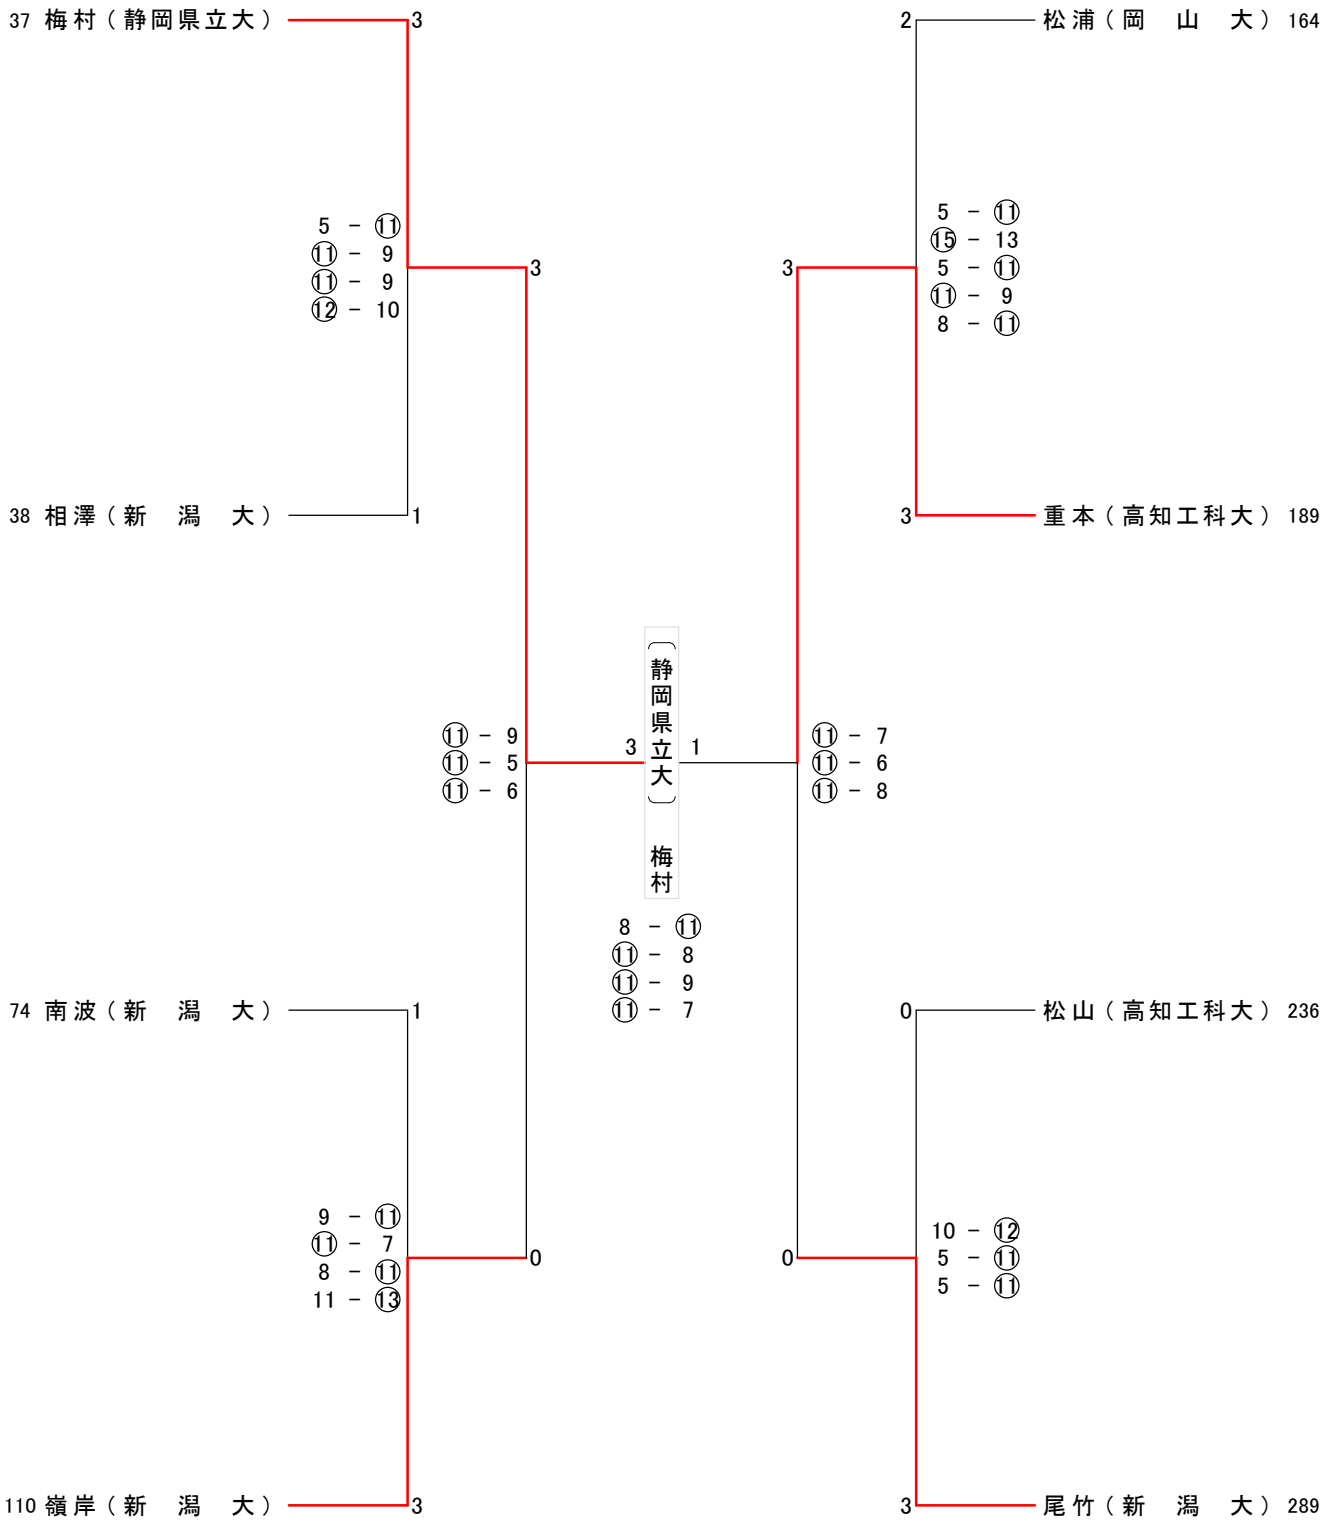 37 梅村（静岡県立大） 3
2 松浦（岡　山　大） 164
5 - ⑪
⑪ - 9
⑪ - 9
⑫ - 10
3
3
5 - ⑪
⑮ - 13
5 - ⑪
⑪ - 9
8 - ⑪
38 相澤（新　潟　大） 1
3 重本（高知工科大） 189
⑪ - 9
⑪ - 5
⑪ - 6
3
（静岡県立大）　梅村
1
⑪ - 7
⑪ - 6
⑪ - 8
8 - ⑪
⑪ - 8
⑪ - 9
⑪ - 7
74 南波（新　潟　大） 1
0 松山（高知工科大） 236
9 - ⑪
⑪ - 7
8 - ⑪
11 - ⑬
0
0
10 - ⑫
5 - ⑪
5 - ⑪
110 嶺岸（新　潟　大） 3
3 尾竹（新　潟　大） 289